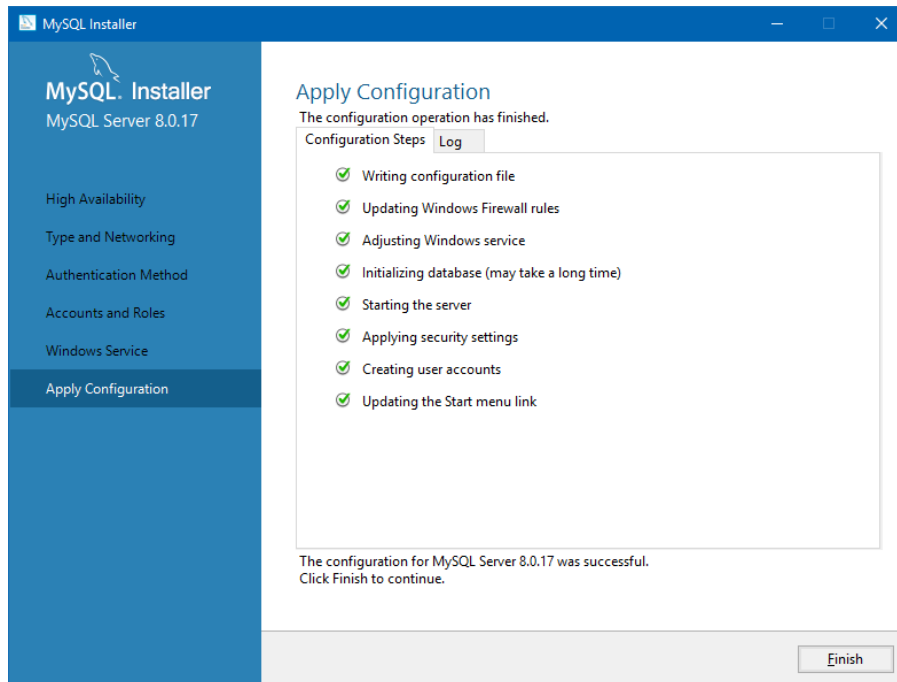 MySQL Installer
MySQL. Installer
MySQL Server 8.0.17
High Availability
Type and Networking
Authentication Method
Accounts and Roles
Windows Service
Apply Configuration
Apply Configuration
The configuration operation has finished.
Configuration Steps Log
Writing configuration file
Updating Windows Firewall rules
Adjusting Windows service
Initializing database (may take a long time)
Starting the server
Applying security settings
Creating user accounts
Updating the Start menu link
The configuration for MySQL Server 8.0.17 was successful.
Click Finish to continue.
Finish